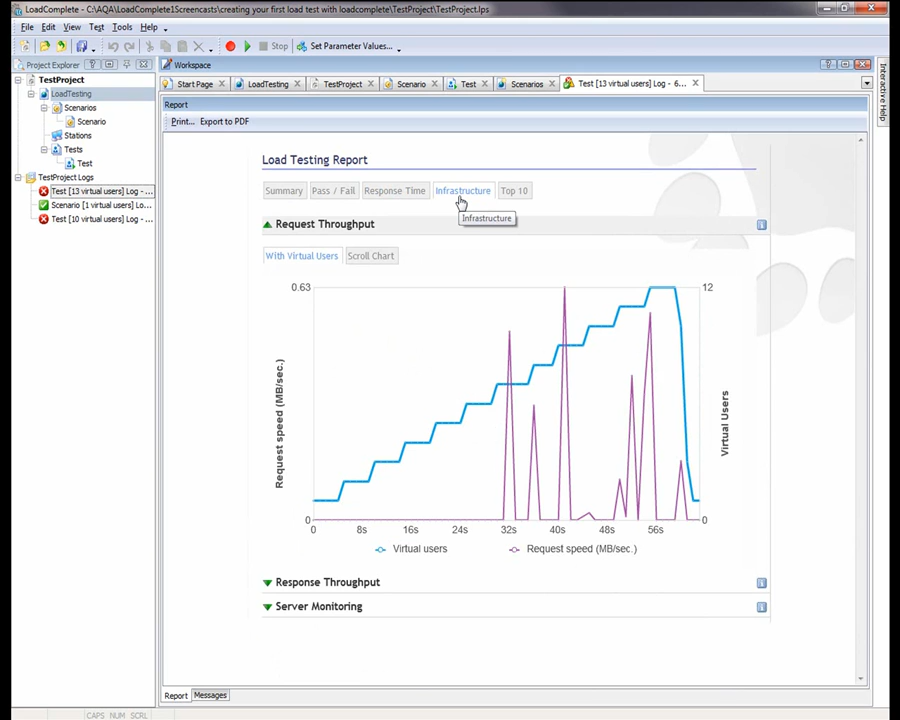 LoadComplete - C:\AQA\LoadComplete1Screencasts\creating your first load test with loadcomplete\TestProject\TestProject.lps
File Edit View Test Tools Help
Stop Set Parameter Values...
Project Explorer
Workspace
TestProject
LoadTesting
Scenarios
Scenario
Stations
Tests
Test
TestProject Logs
Test [13 virtual users] Log - ...
Scenario [1 virtual users] Lo...
Test [10 virtual users] Log - ...
Start Page LoadTesting TestProject Scenario Test Scenarios Test [13 virtual users] Log - 6...
Report
Print... Export to PDF
Load Testing Report
Summary Pass / Fail Response Time Infrastructure Top 10
Infrastructure
Request Throughput
With Virtual Users Scroll Chart
0.63 12
Request speed (MB/sec.)
Virtual Users
0 0
0 8s 16s 24s 32s 40s 48s 56s
Virtual users Request speed (MB/sec.)
Response Throughput
Server Monitoring
Report Messages
CAPS NUM SCRL
Interactive Help